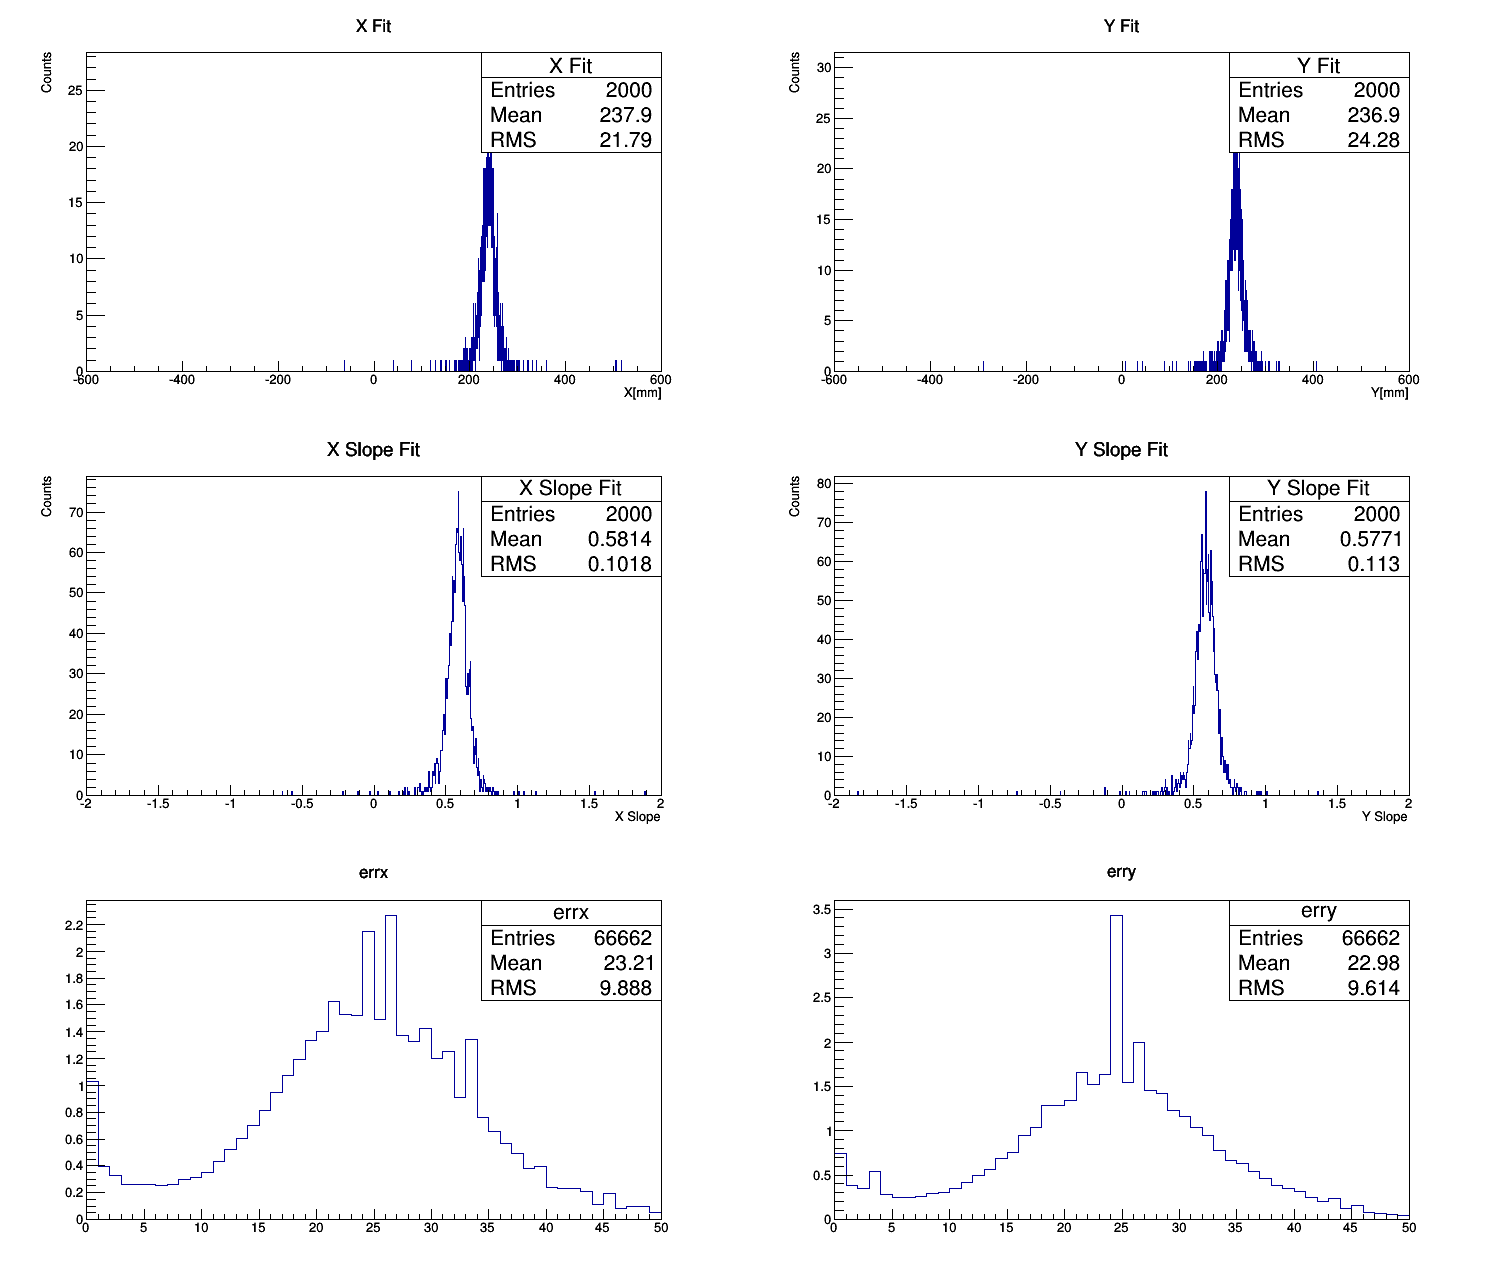 X Fit
Counts
X Fit
Entries 2000
Mean 237.9
RMS 21.79
25
20
15
10
5
0
-600 -400 -200 0 200 400 600
X[mm]
Y Fit
Counts
Y Fit
Entries 2000
Mean 236.9
RMS 24.28
30
25
20
15
10
5
0
-600 -400 -200 0 200 400 600
Y[mm]
X Slope Fit
Counts
X Slope Fit
Entries 2000
Mean 0.5814
RMS 0.1018
70
60
50
40
30
20
10
0
-2 -1.5 -1 -0.5 0 0.5 1 1.5 2
X Slope
Y Slope Fit
Counts
Y Slope Fit
Entries 2000
Mean 0.5771
RMS 0.113
80
70
60
50
40
30
20
10
0
-2 -1.5 -1 -0.5 0 0.5 1 1.5 2
Y Slope
errx
errx
Entries 66662
Mean 23.21
RMS 9.888
2.2
2
1.8
1.6
1.4
1.2
1
0.8
0.6
0.4
0.2
0
0 5 10 15 20 25 30 35 40 45 50
erry
erry
Entries 66662
Mean 22.98
RMS 9.614
3.5
3
2.5
2
1.5
1
0.5
0
0 5 10 15 20 25 30 35 40 45 50